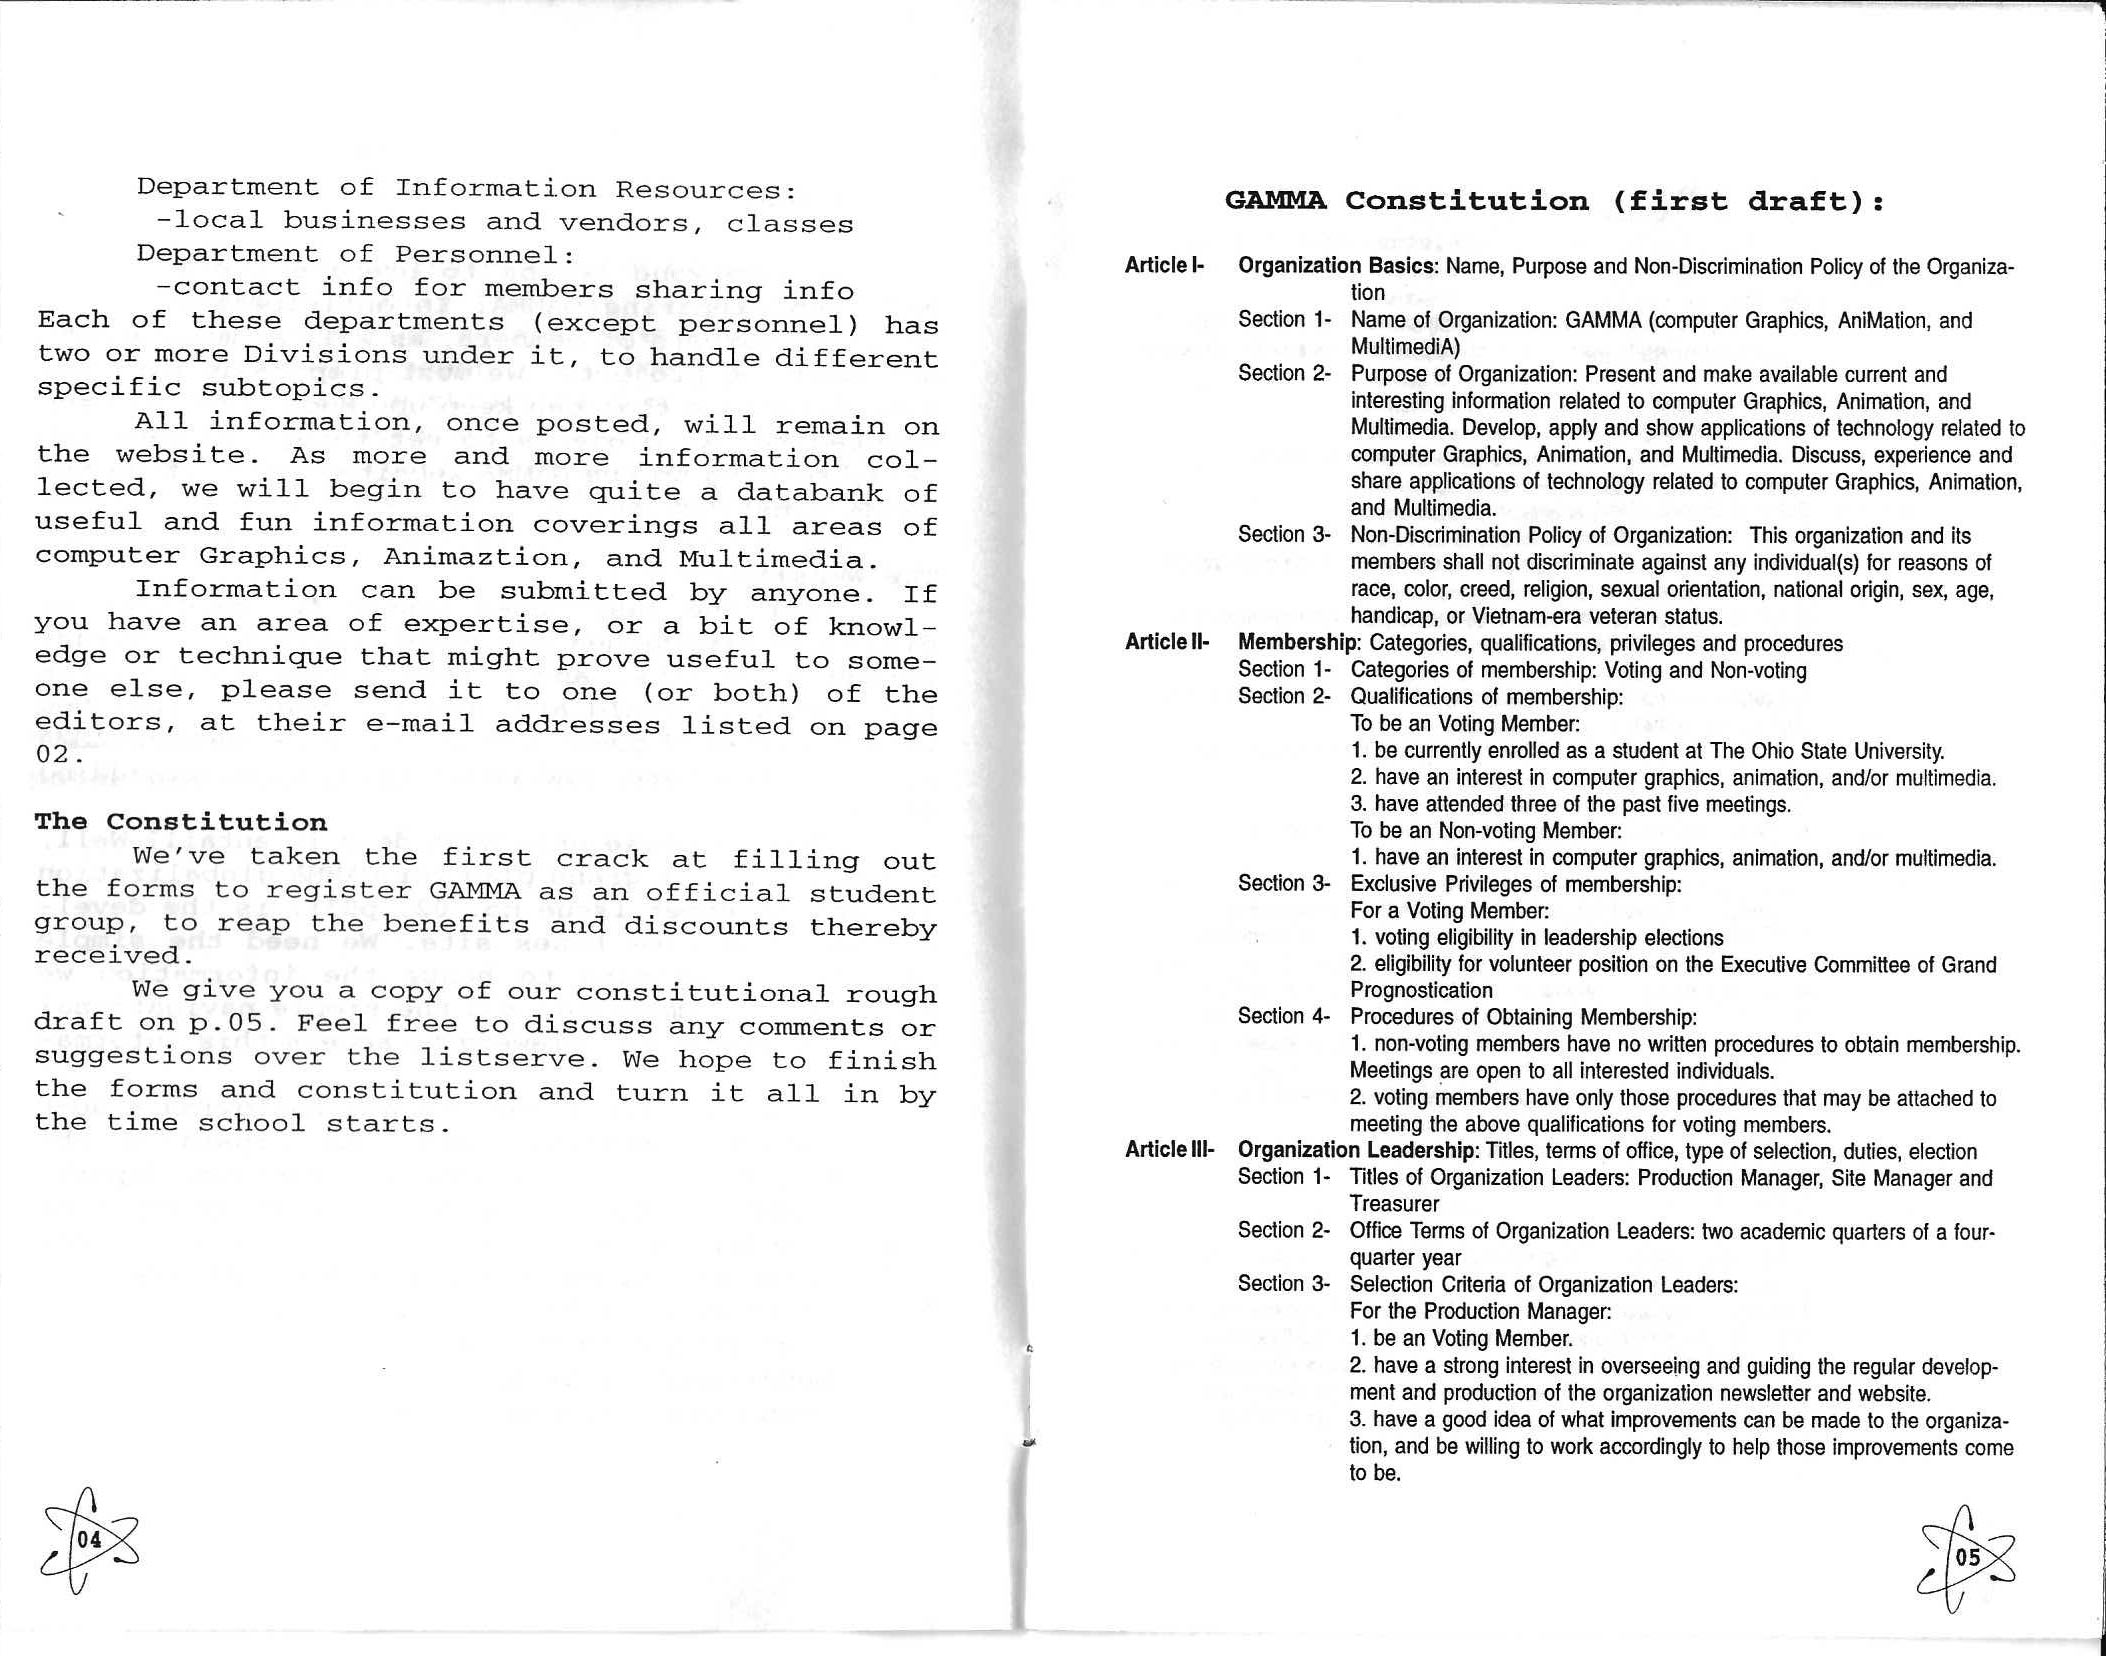 Department of Information Resources:
-local businesses and vendors, classes
Department of Personnel:
-contact info for members sharing info
Each of these departments (except personnel) has
two or more Divisions under it, to handle different
specific subtopics.
All information, once posted, will remain on
the website. As more and more information col-
lected, we will begin to have quite a databank of
useful and fun information coverings all areas of
computer Graphics, Animaztion, and Multimedia.
Information can be submitted by anyone. If
you have an area of expertise, or a bit of knowl-
edge or technique that might prove useful to some-
one else, please send it to one (or both) of the
editors, at their e-mail addresses listed on page
02.
The Constitution
We've taken the first crack at filling out
the forms to register GAMMA as an official student
group, to reap the benefits and discounts thereby
received.
We give you a copy of our constitutional rough
draft on p.05. Feel free to discuss any comments or
suggestions over the listserve. We hope to finish
the forms and constitution and turn it all in by
the time school starts.
04
GAMMA Constitution (first draft):
Article I- Organization Basics: Name, Purpose and Non-Discrimination Policy of the Organiza-
tion
Section 1- Name of Organization: GAMMA (computer Graphics, AniMation, and
MultimediA)
Section 2- Purpose of Organization: Present and make available current and
interesting information related to computer Graphics, Animation, and
Multimedia. Develop, apply and show applications of technology related to
computer Graphics, Animation, and Multimedia. Discuss, experience and
share applications of technology related to computer Graphics, Animation,
and Multimedia.
Section 3- Non-Discrimination Policy of Organization: This organization and its
members shall not discriminate against any individual(s) for reasons of
race, color, creed, religion, sexual orientation, national origin, sex, age,
handicap, or Vietnam-era veteran status.
Article II- Membership: Categories, qualifications, privileges and procedures
Section 1- Categories of membership: Voting and Non-voting
Section 2- Qualifications of membership:
To be an Voting Member:
1. be currently enrolled as a student at The Ohio State University.
2. have an interest in computer graphics, animation, and/or multimedia.
3. have attended three of the past five meetings.
To be an Non-voting Member:
1. have an interest in computer graphics, animation, and/or multimedia.
Section 3- Exclusive Privileges of membership:
For a Voting Member:
1. voting eligibility in leadership elections
2. eligibility for volunteer position on the Executive Committee of Grand
Prognostication
Section 4- Procedures of Obtaining Membership:
1. non-voting members have no written procedures to obtain membership.
Meetings are open to all interested individuals.
2. voting members have only those procedures that may be attached to
meeting the above qualifications for voting members.
Article III- Organization Leadership: Titles, terms of office, type of selection, duties, election
Section 1- Titles of Organization Leaders: Production Manager, Site Manager and
Treasurer
Section 2- Office Terms of Organization Leaders: two academic quarters of a four-
quarter year
Section 3- Selection Criteria of Organization Leaders:
For the Production Manager:
1. be an Voting Member.
2. have a strong interest in overseeing and guiding the regular develop-
ment and production of the organization newsletter and website.
3. have a good idea of what improvements can be made to the organiza-
tion, and be willing to work accordingly to help those improvements come
to be.
05